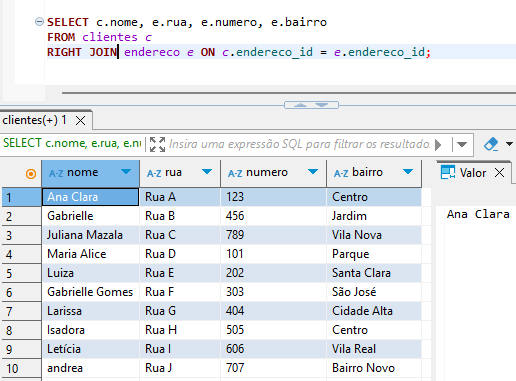 SELECT c.nome, e.rua, e.numero, e.bairro
FROM clientes c
RIGHT JOIN endereco e ON c.endereco_id = e.endereco_id;
clientes(+) 1
SELECT c.nome, e.rua, e.nu Insira uma expressão SQL para filtrar os resultado
A-Z nome A-Z rua A-Z numero A-Z bairro Valor
1 Ana Clara Rua A 123 Centro Ana Clara
2 Gabrielle Rua B 456 Jardim
3 Juliana Mazala Rua C 789 Vila Nova
4 Maria Alice Rua D 101 Parque
5 Luiza Rua E 202 Santa Clara
6 Gabrielle Gomes Rua F 303 São José
7 Larissa Rua G 404 Cidade Alta
8 Isadora Rua H 505 Centro
9 Letícia Rua I 606 Vila Real
10 andrea Rua J 707 Bairro Novo